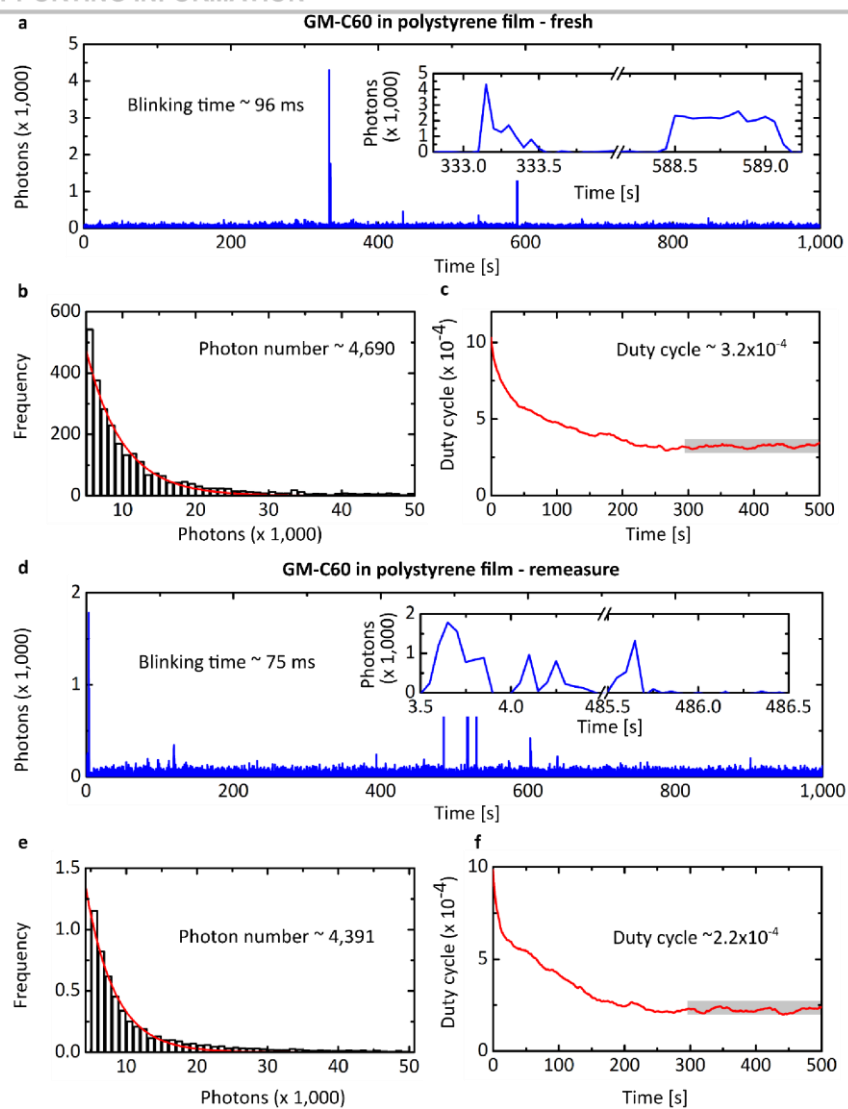 a
GM-C60 in polystyrene film - fresh
Photons (x 1,000)
5
4
3
2
1
0
Blinking time ~ 96 ms
Photons
(x 1,000)
5
4
3
2
1
0
333.0 333.5 588.5 589.0
Time [s]
0 200 400 600 800 1,000
Time [s]
b
Frequency
600
400
200
0
Photon number ~ 4,690
10 20 30 40 50
Photons (x 1,000)
c
Duty cycle (x 10-4)
10
5
0
Duty cycle ~ 3.2x10-4
0 100 200 300 400 500
Time [s]
d
GM-C60 in polystyrene film - remeasure
Photons (x 1,000)
2
1
0
Blinking time ~ 75 ms
Photons
(x 1,000)
2
1
0
3.5 4.0 485.5 486.0 486.5
Time [s]
0 200 400 600 800 1,000
Time [s]
e
Frequency
1.5
1.0
0.5
0.0
Photon number ~ 4,391
10 20 30 40 50
Photons (x 1,000)
f
Duty cycle (x 10-4)
10
5
0
Duty cycle ~2.2x10-4
0 100 200 300 400 500
Time [s]